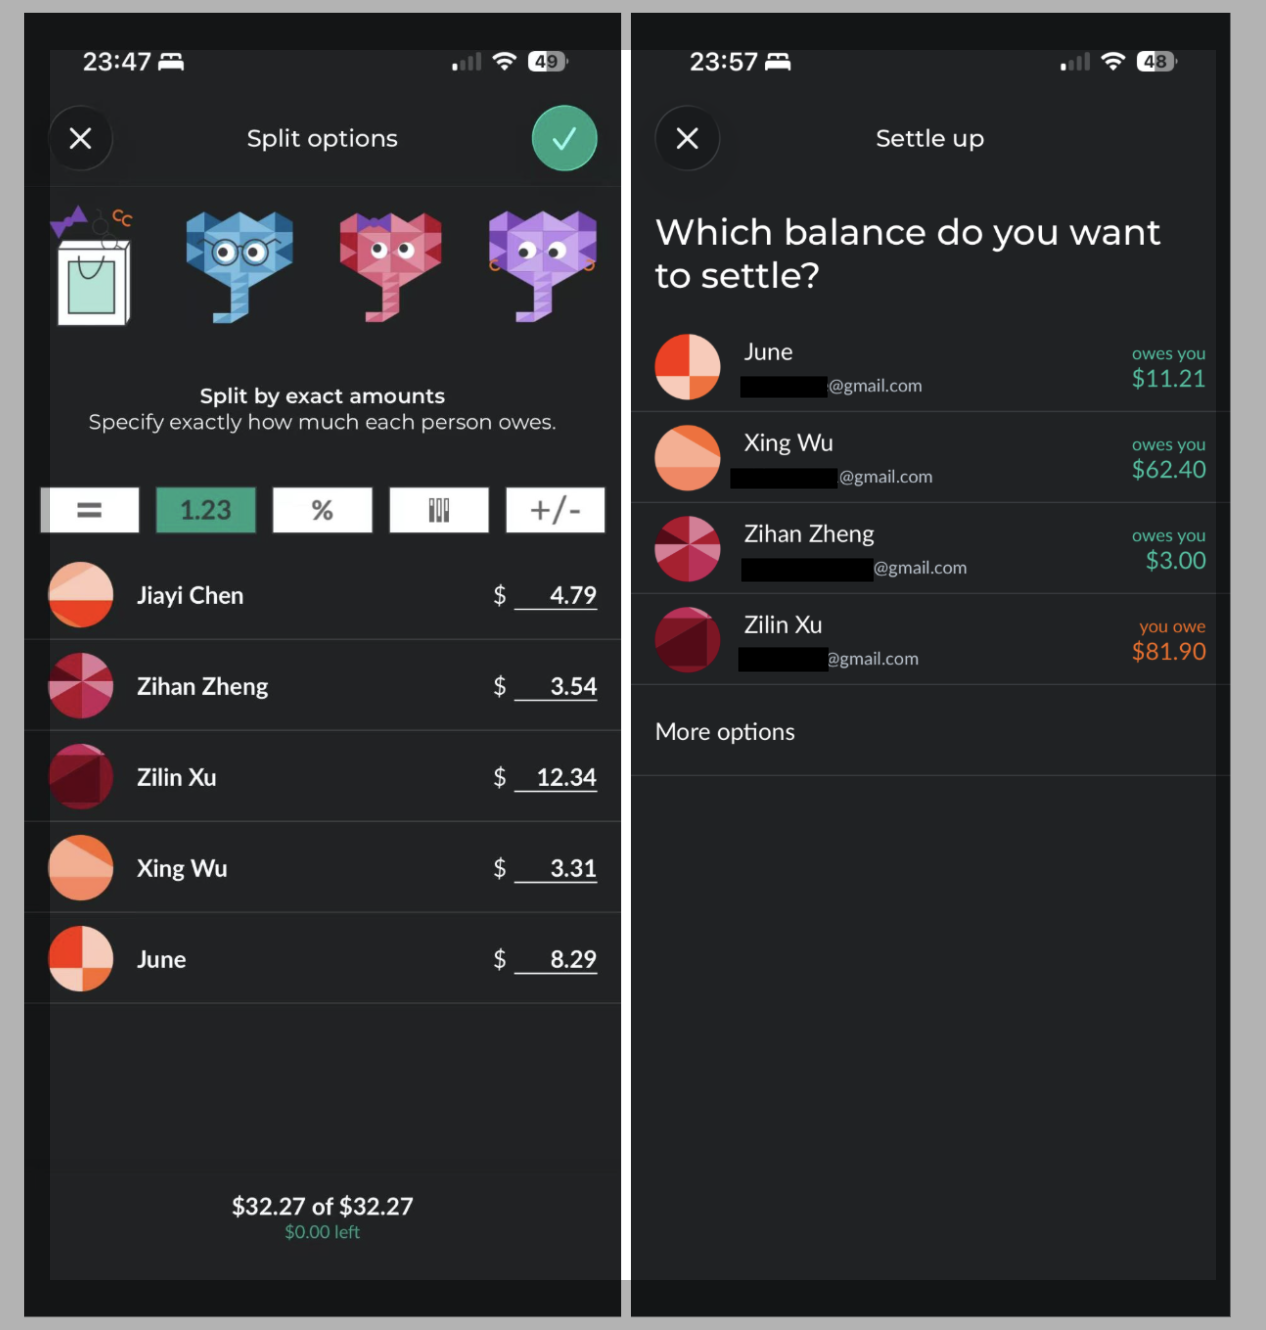 23:47
49
Split options
Split by exact amounts
Specify exactly how much each person owes.
=
1.23
%
+/-
Jiayi Chen $ 4.79
Zihan Zheng $ 3.54
Zilin Xu $ 12.34
Xing Wu $ 3.31
June $ 8.29
$32.27 of $32.27
$0.00 left
23:57
48
Settle up
Which balance do you want
to settle?
June
@gmail.com
owes you
$11.21
Xing Wu
@gmail.com
owes you
$62.40
Zihan Zheng
@gmail.com
owes you
$3.00
Zilin Xu
@gmail.com
you owe
$81.90
More options